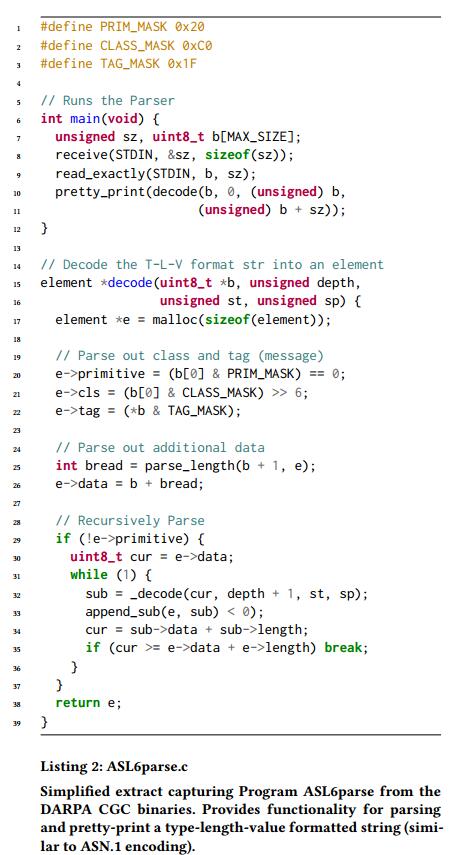 1 #define PRIM_MASK 0x20
2 #define CLASS_MASK 0xC0
3 #define TAG_MASK 0x1F
4
5 // Runs the Parser
6 int main(void) {
7   unsigned sz, uint8_t b[MAX_SIZE];
8   receive(STDIN, &sz, sizeof(sz));
9   read_exactly(STDIN, b, sz);
10   pretty_print(decode(b, 0, (unsigned) b,
11                       (unsigned) b + sz));
12 }
13
14 // Decode the T-L-V format str into an element
15 element *decode(uint8_t *b, unsigned depth,
16                 unsigned st, unsigned sp) {
17   element *e = malloc(sizeof(element));
18
19   // Parse out class and tag (message)
20   e->primitive = (b[0] & PRIM_MASK) == 0;
21   e->cls = (b[0] & CLASS_MASK) >> 6;
22   e->tag = (*b & TAG_MASK);
23
24   // Parse out additional data
25   int bread = parse_length(b + 1, e);
26   e->data = b + bread;
27
28   // Recursively Parse
29   if (!e->primitive) {
30     uint8_t cur = e->data;
31     while (1) {
32       sub = _decode(cur, depth + 1, st, sp);
33       append_sub(e, sub) < 0);
34       cur = sub->data + sub->length;
35       if (cur >= e->data + e->length) break;
36     }
37   }
38   return e;
39 }
Listing 2: ASL6parse.c
Simplified extract capturing Program ASL6parse from the
DARPA CGC binaries. Provides functionality for parsing
and pretty-print a type-length-value formatted string (simi-
lar to ASN.1 encoding).